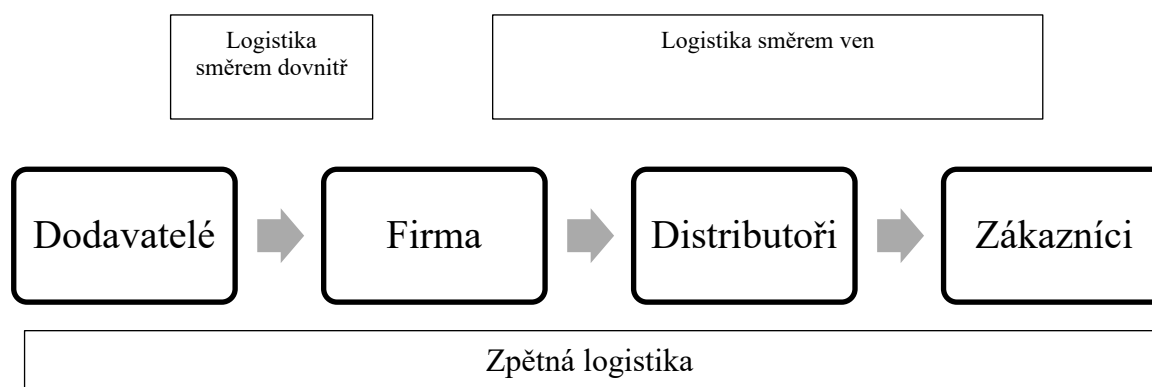 Logistika
směrem dovnitř
Logistika směrem ven
Dodavatelé
Firma
Distributoři
Zákazníci
Zpětná logistika